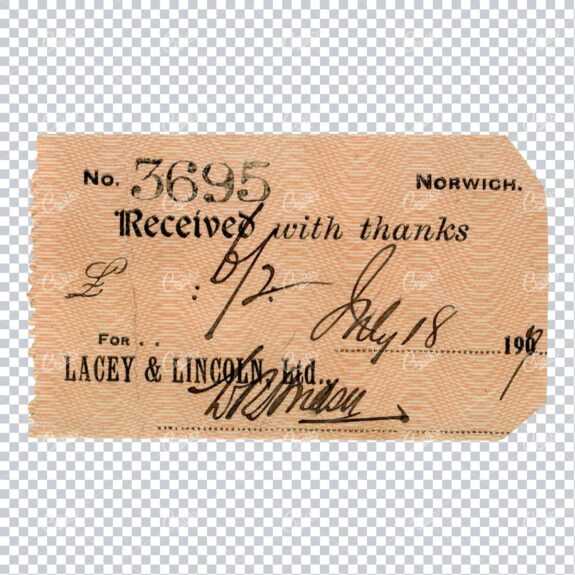 No. 3695 NORWICH.
Received with thanks
£ : 6/2: —
July 18 190
FOR . .
LACEY & LINCOLN, Ltd.